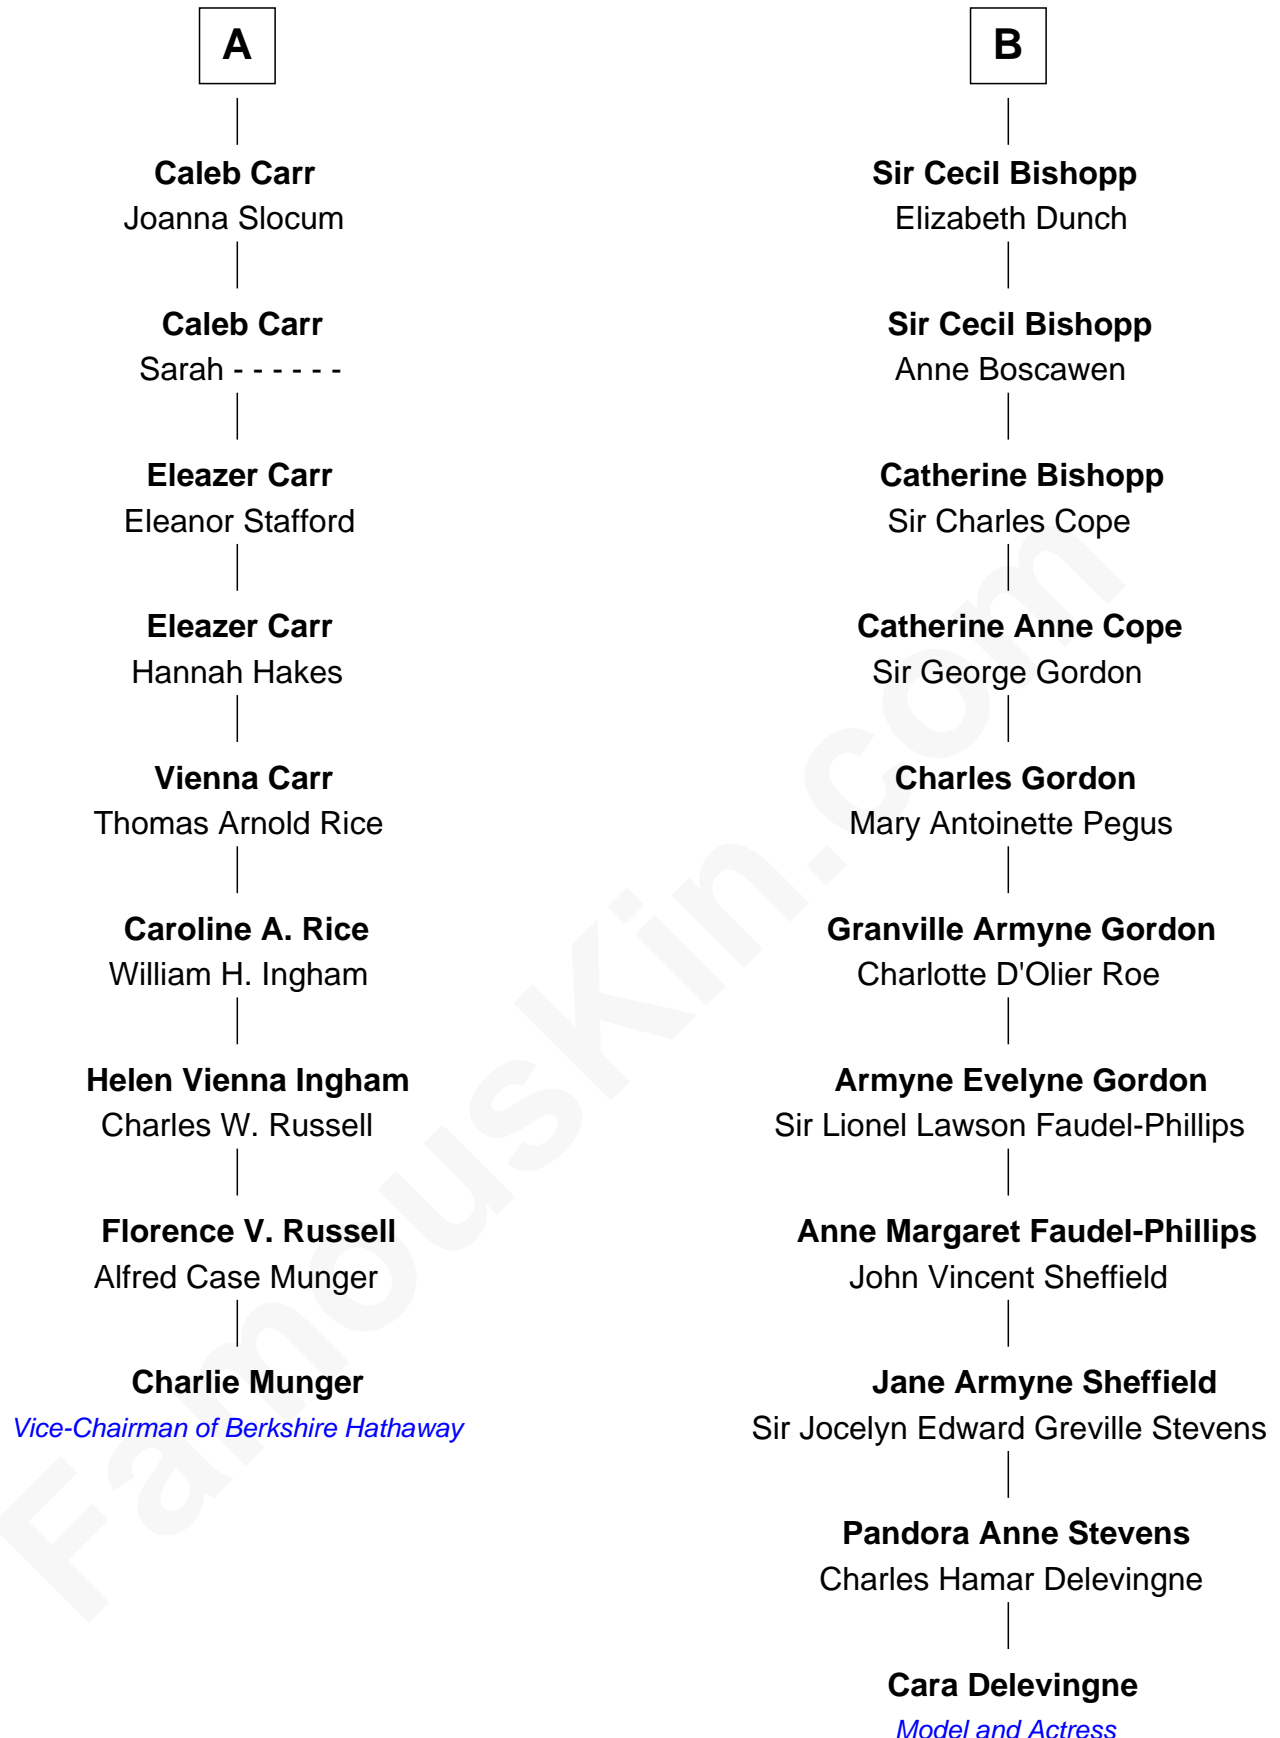 A
Caleb Carr
Joanna Slocum
Caleb Carr
Sarah - - - - - -
Eleazer Carr
Eleanor Stafford
Eleazer Carr
Hannah Hakes
Vienna Carr
Thomas Arnold Rice
Caroline A. Rice
William H. Ingham
Helen Vienna Ingham
Charles W. Russell
Florence V. Russell
Alfred Case Munger
Charlie Munger
Vice-Chairman of Berkshire Hathaway
B
Sir Cecil Bishopp
Elizabeth Dunch
Sir Cecil Bishopp
Anne Boscawen
Catherine Bishopp
Sir Charles Cope
Catherine Anne Cope
Sir George Gordon
Charles Gordon
Mary Antoinette Pegus
Granville Armyne Gordon
Charlotte D'Olier Roe
Armyne Evelyne Gordon
Sir Lionel Lawson Faudel-Phillips
Anne Margaret Faudel-Phillips
John Vincent Sheffield
Jane Armyne Sheffield
Sir Jocelyn Edward Greville Stevens
Pandora Anne Stevens
Charles Hamar Delevingne
Cara Delevingne
Model and Actress
FamousKin.com